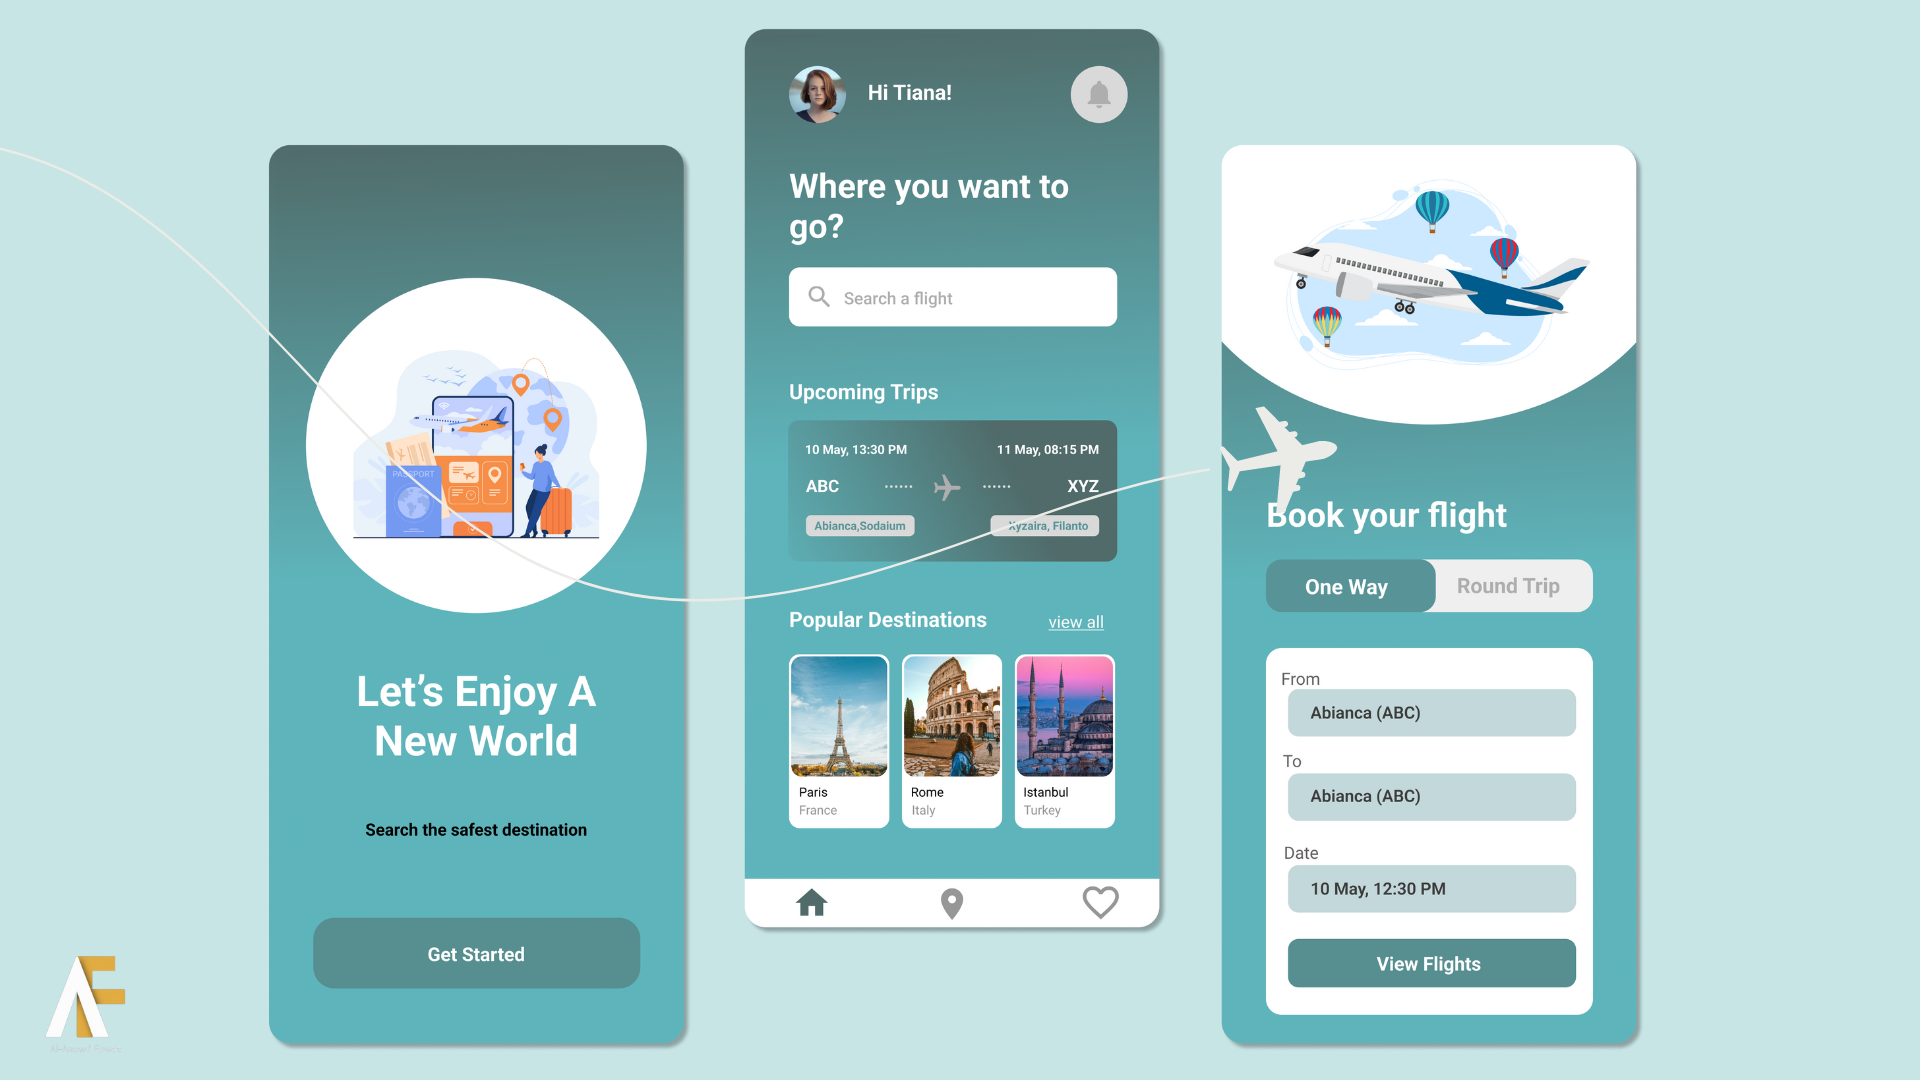 Let's Enjoy A
New World
Search the safest destination
Get Started
PASSPORT
Hi Tiana!
Where you want to
go?
Search a flight
Upcoming Trips
10 May, 13:30 PM
11 May, 08:15 PM
ABC
XYZ
Abianca,Sodaium
Xyzaira, Filanto
Popular Destinations
view all
Paris
France
Rome
Italy
Istanbul
Turkey
Book your flight
One Way
Round Trip
From
Abianca (ABC)
To
Abianca (ABC)
Date
10 May, 12:30 PM
View Flights
AF